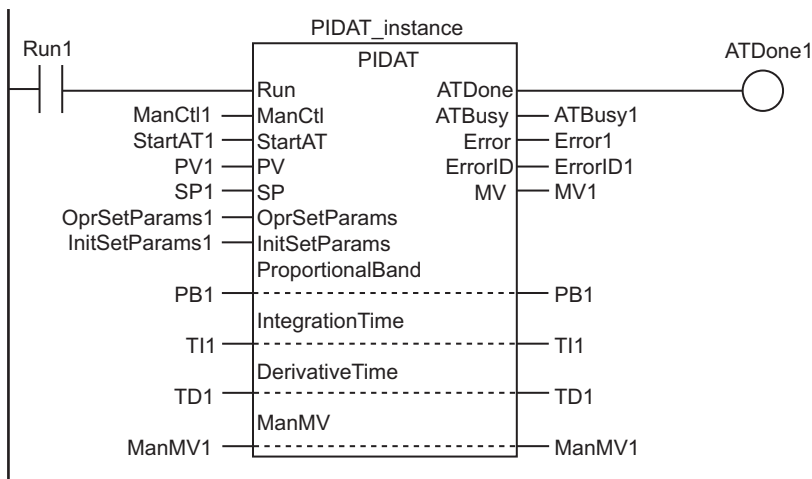 PIDAT_instance
Run1
PIDAT
ATDone1
Run
ATDone
ManCtl1
ManCtl
ATBusy
ATBusy1
StartAT1
StartAT
Error
Error1
PV1
PV
ErrorID
ErrorID1
SP1
SP
MV
MV1
OprSetParams1
OprSetParams
InitSetParams1
InitSetParams
ProportionalBand
PB1
PB1
IntegrationTime
TI1
TI1
DerivativeTime
TD1
TD1
ManMV
ManMV1
ManMV1